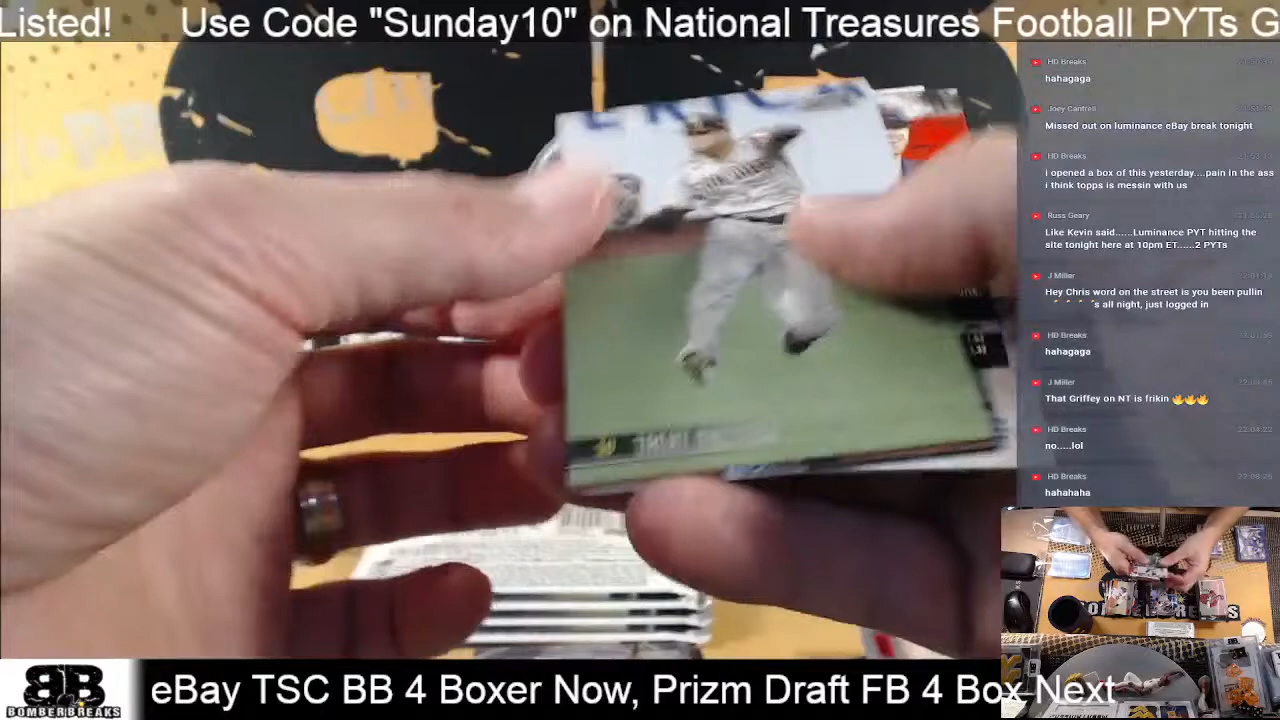 Listed! Use Code "Sunday10" on National Treasures Football PYTs G
HD Breaks
hahagaga
Joey Cantrell
Missed out on luminance eBay break tonight
HD Breaks
i opened a box of this yesterday....pain in the ass
i think topps is messin with us
Russ Geary
Like Kevin said......Luminance PYT hitting the
site tonight here at 10pm ET......2 PYTs
J Miller
Hey Chris word on the street is you been pullin
's all night, just logged in
HD Breaks
hahagaga
J Miller
That Griffey on NT is frikin 🔥🔥🔥
HD Breaks
22:04:22
no.....lol
HD Breaks
hahahaha
BB
BOMBERBREAKS
eBay TSC BB 4 Boxer Now, Prizm Draft FB 4 Box Next